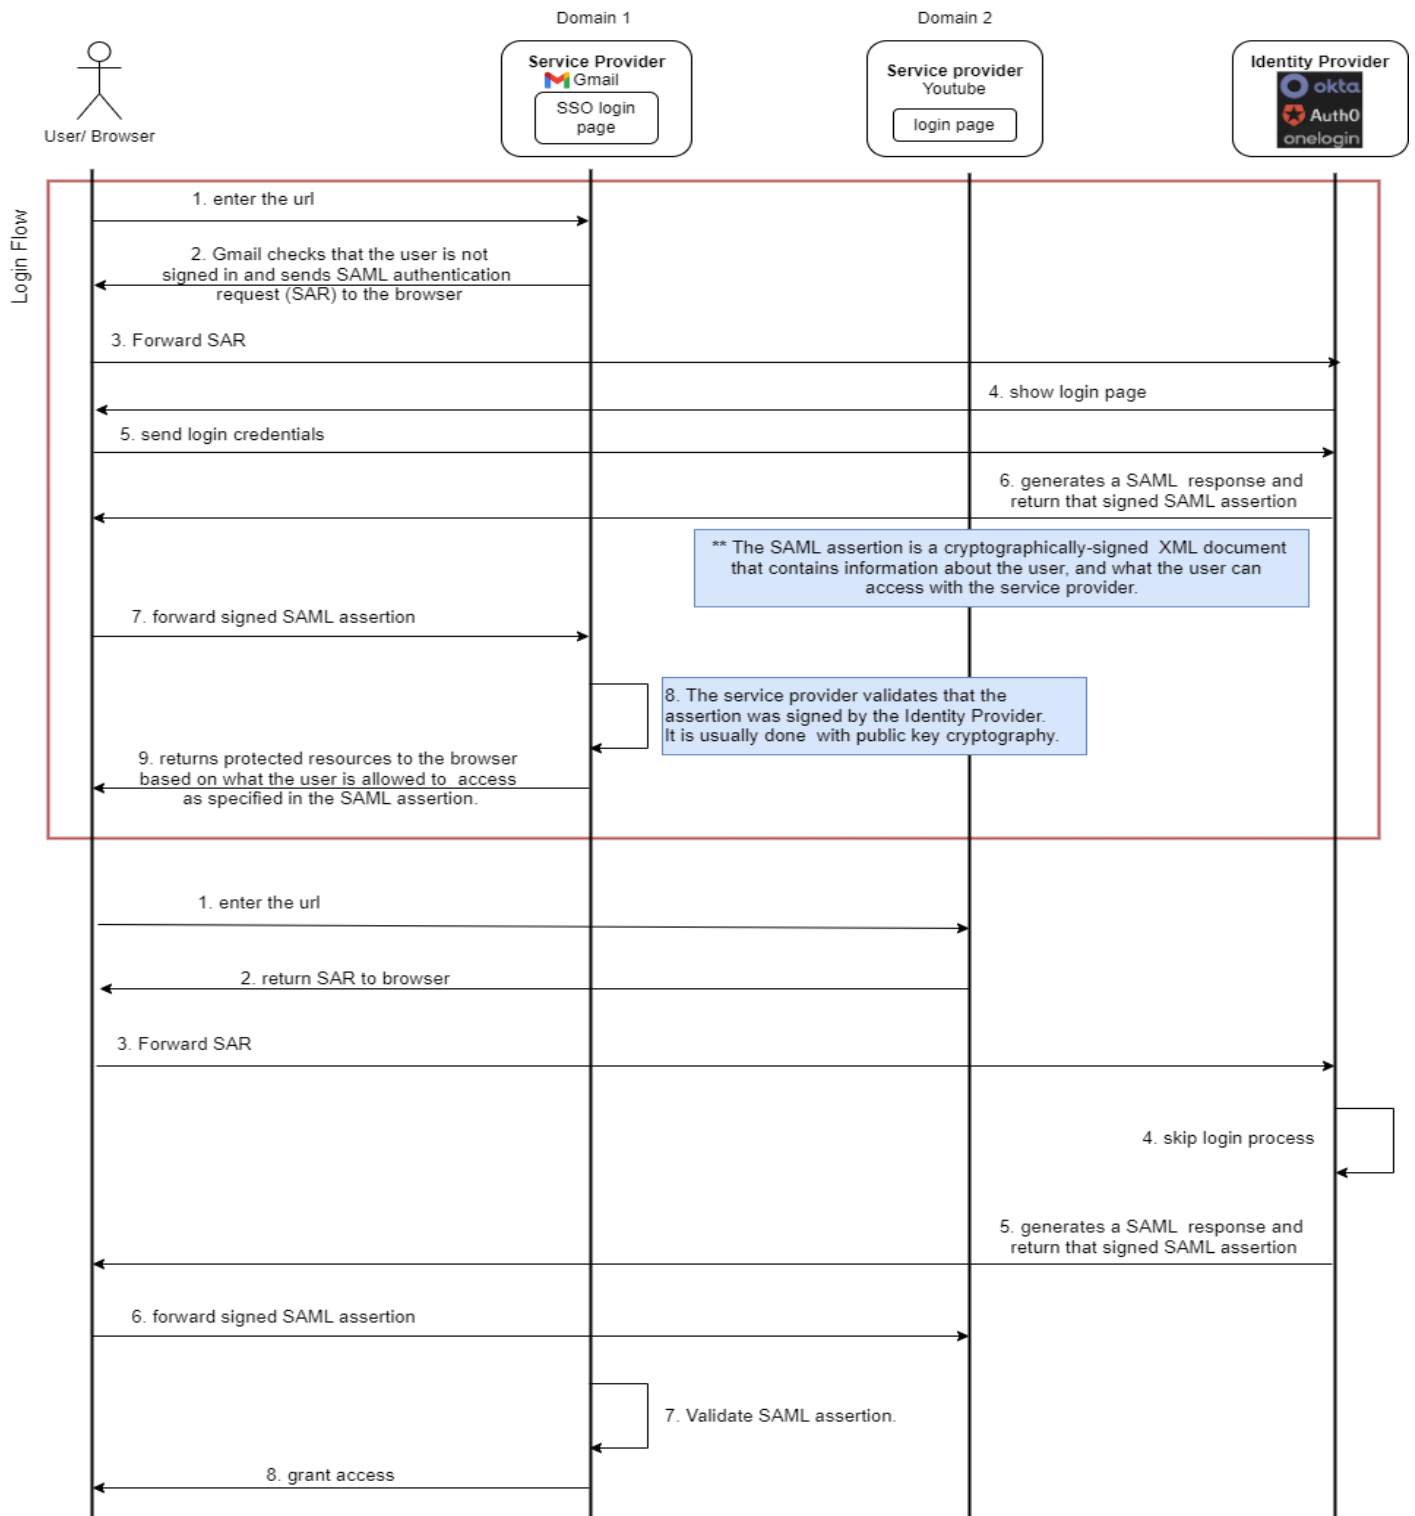 Domain 1
Domain 2
Service Provider
Gmail
SSO login
page
Service provider
Youtube
login page
Identity Provider
okta
Auth0
onelogin
User/ Browser
Login Flow
1. enter the url
2. Gmail checks that the user is not
signed in and sends SAML authentication
request (SAR) to the browser
3. Forward SAR
4. show login page
5. send login credentials
6. generates a SAML response and
return that signed SAML assertion
** The SAML assertion is a cryptographically-signed XML document
that contains information about the user, and what the user can
access with the service provider.
7. forward signed SAML assertion
8. The service provider validates that the
assertion was signed by the Identity Provider.
It is usually done with public key cryptography.
9. returns protected resources to the browser
based on what the user is allowed to access
as specified in the SAML assertion.
1. enter the url
2. return SAR to browser
3. Forward SAR
4. skip login process
5. generates a SAML response and
return that signed SAML assertion
6. forward signed SAML assertion
7. Validate SAML assertion.
8. grant access